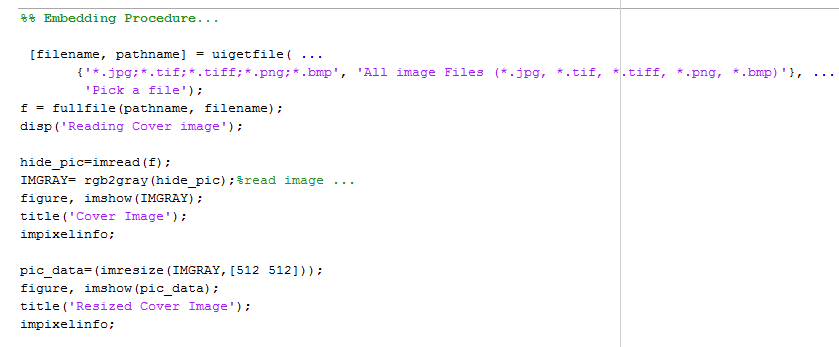 %% Embedding Procedure...
[filename, pathname] = uigetfile( ...
{'*.jpg;*.tif;*.tiff;*.png;*.bmp', 'All image Files (*.jpg, *.tif, *.tiff, *.png, *.bmp)'}, ...
'Pick a file');
f = fullfile(pathname, filename);
disp('Reading Cover image');
hide_pic=imread(f);
IMGRAY= rgb2gray(hide_pic);%read image ...
figure, imshow(IMGRAY);
title('Cover Image');
impixelinfo;
pic_data=(imresize(IMGRAY,[512 512]));
figure, imshow(pic_data);
title('Resized Cover Image');
impixelinfo;